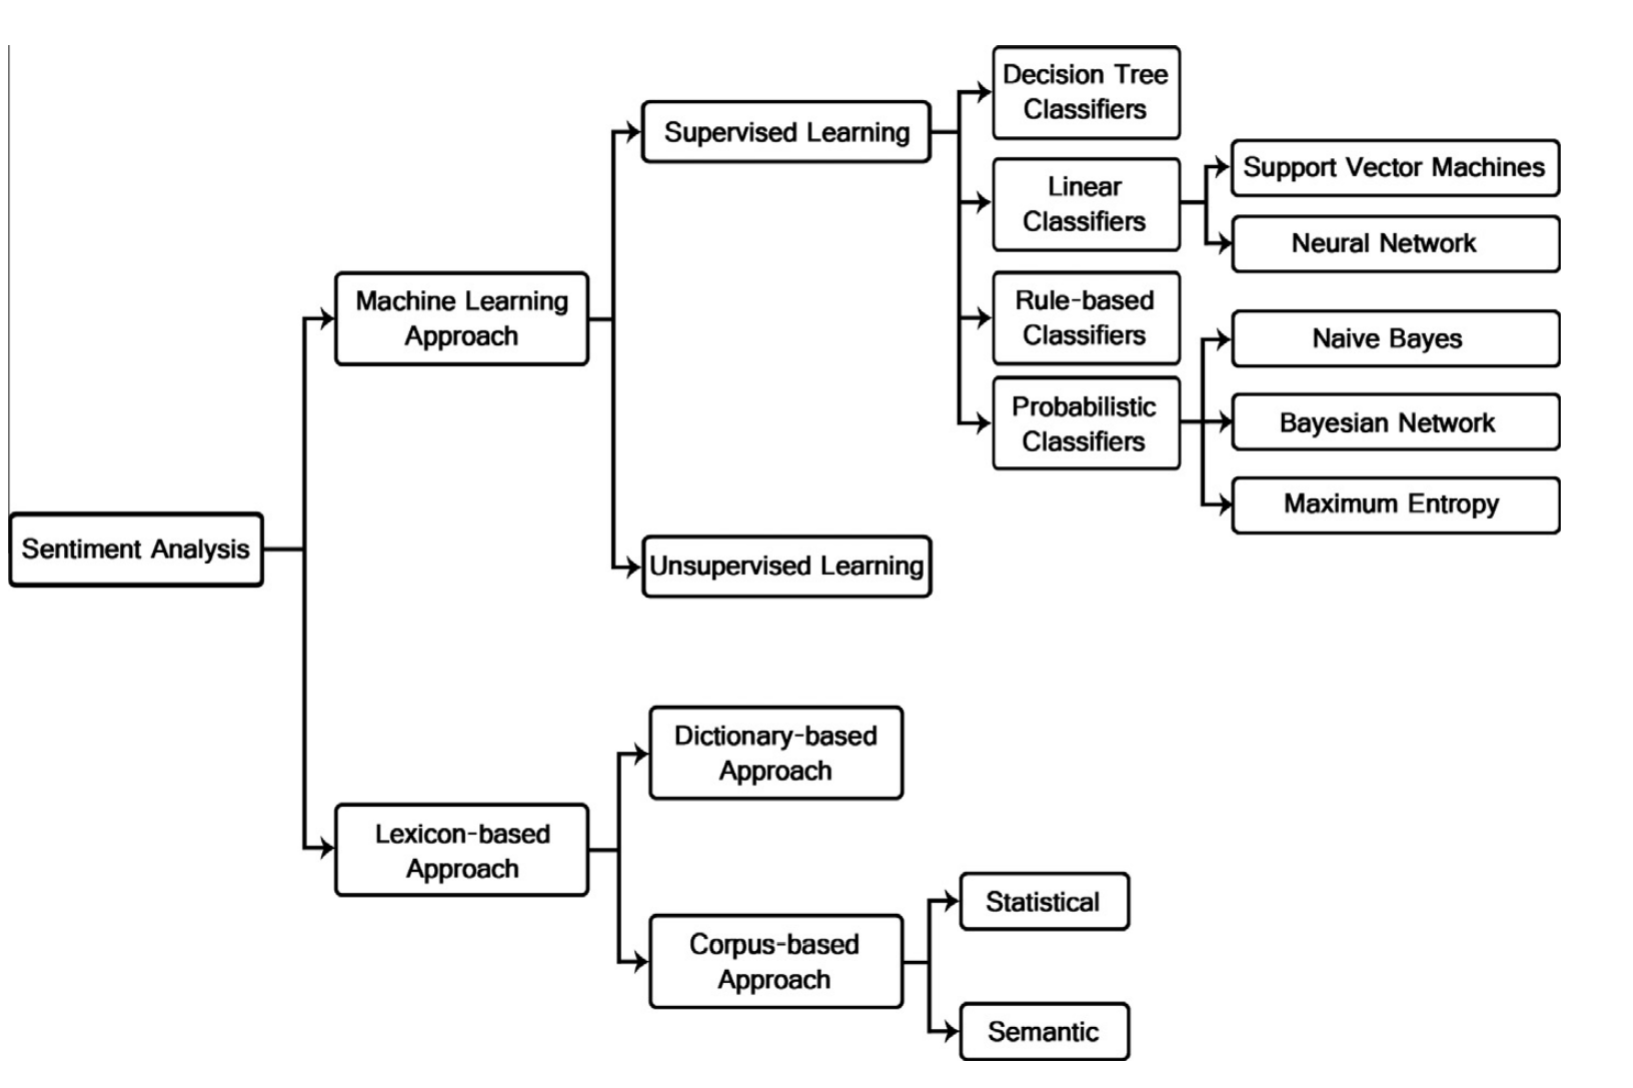 Decision Tree
Classifiers
Supervised Learning
Support Vector Machines
Linear
Classifiers
Neural Network
Machine Learning
Approach
Rule-based
Classifiers
Naive Bayes
Probabilistic
Classifiers
Bayesian Network
Maximum Entropy
Sentiment Analysis
Unsupervised Learning
Dictionary-based
Approach
Lexicon-based
Approach
Statistical
Corpus-based
Approach
Semantic